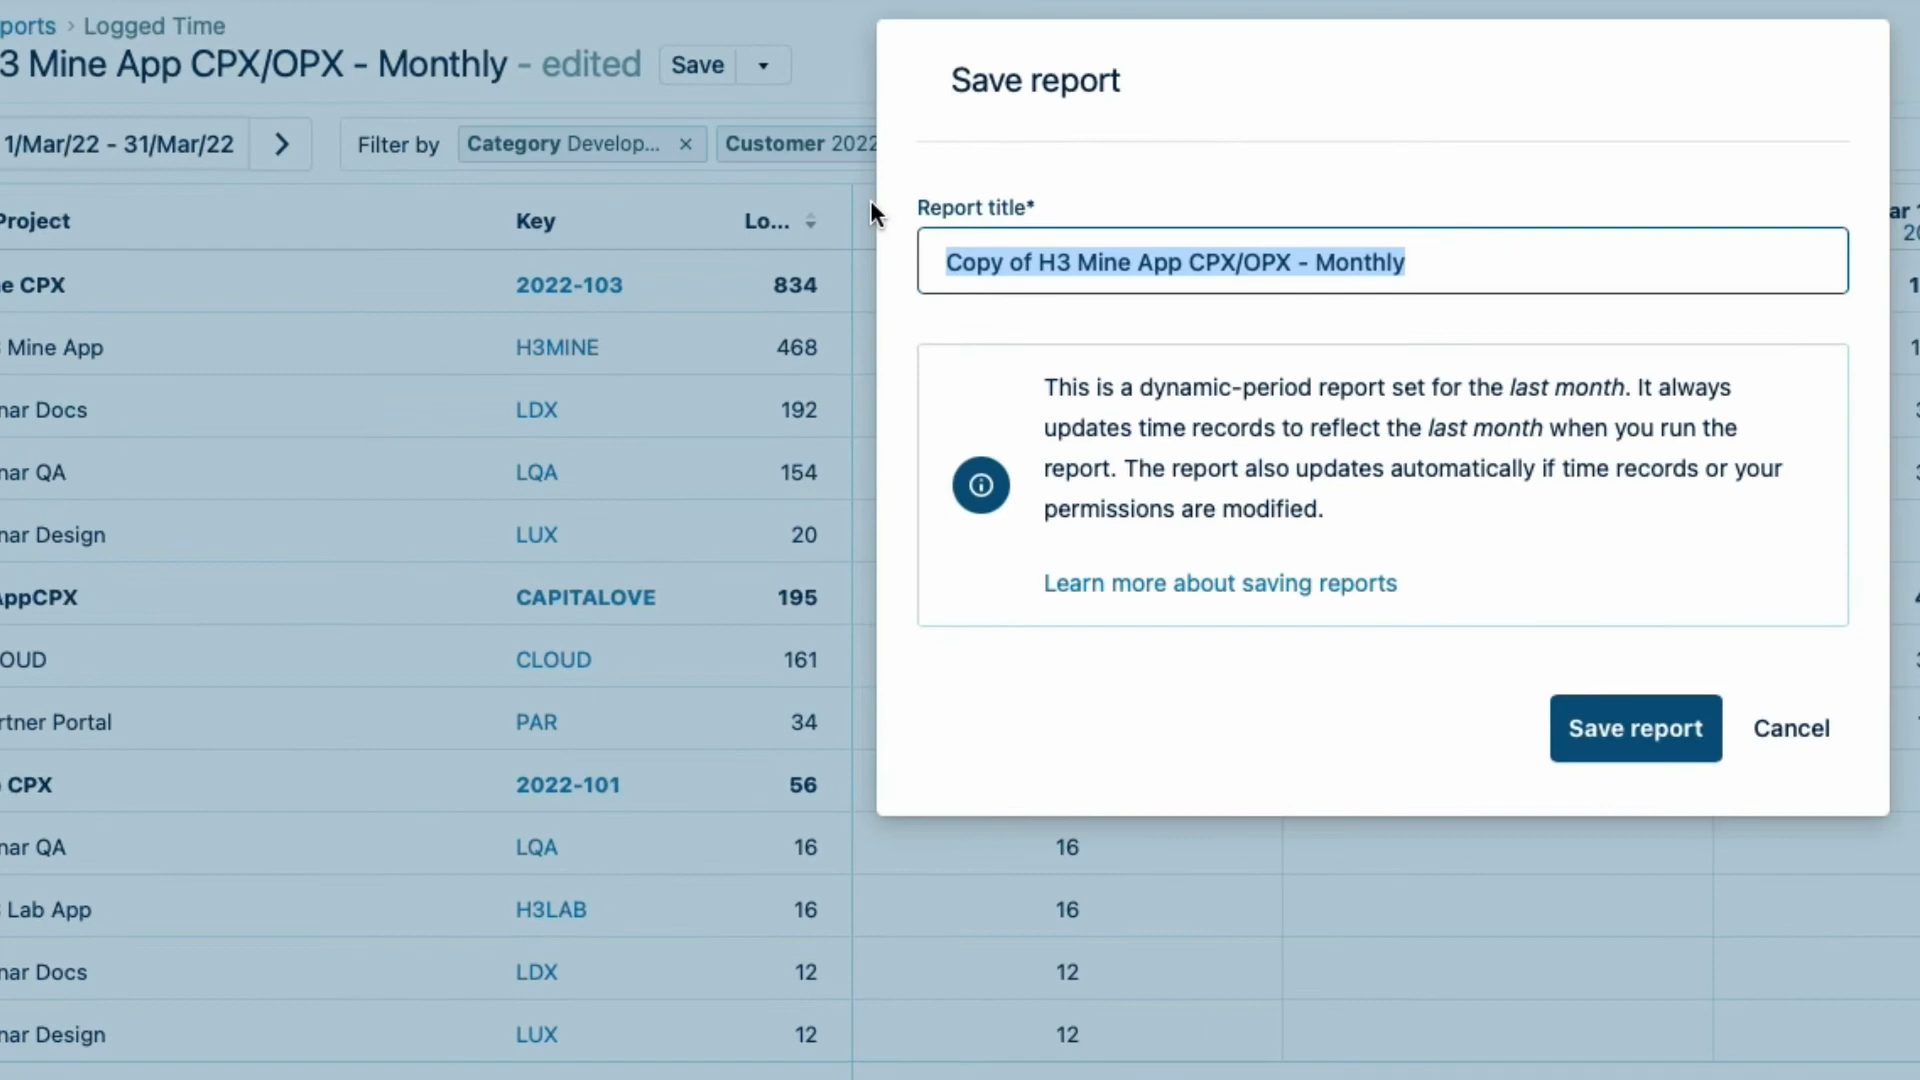 ports › Logged Time
3 Mine App CPX/OPX - Monthly - edited Save
1/Mar/22 - 31/Mar/22 Filter by Category Develop... × Customer 2022
Project Key Lo...
e CPX 2022-103 834
Mine App H3MINE 468
nar Docs LDX 192
nar QA LQA 154
nar Design LUX 20
AppCPX CAPITALOVE 195
OUD CLOUD 161
rtner Portal PAR 34
CPX 2022-101 56
nar QA LQA 16 16
Lab App H3LAB 16 16
nar Docs LDX 12 12
nar Design LUX 12 12
Save report
Report title*
Copy of H3 Mine App CPX/OPX - Monthly
This is a dynamic-period report set for the last month. It always
updates time records to reflect the last month when you run the
report. The report also updates automatically if time records or your
permissions are modified.
Learn more about saving reports
Save report Cancel